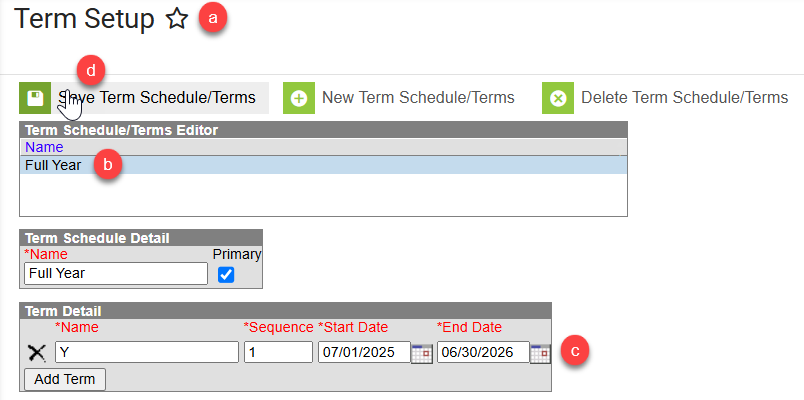 Term Setup a
d
Save Term Schedule/Terms New Term Schedule/Terms Delete Term Schedule/Terms
Term Schedule/Terms Editor
Name
Full Year b
Term Schedule Detail
*Name Primary
Full Year
Term Detail
*Name *Sequence *Start Date *End Date
Y 1 07/01/2025 06/30/2026 c
Add Term